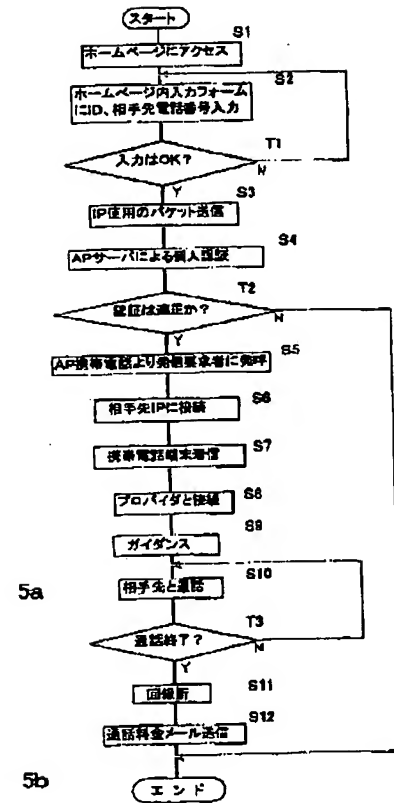 スタート
S1
ホームページにアクセス
S2
ホームページ内入力フォーム
にID、相手先電話番号入力
T1
入力はOK?
N
Y
S3
IP使用のパケット送信
S4
APサーバによる個人認証
T2
認証は適正か?
N
Y
S5
AP携帯電話より発信要求者に発呼
S6
相手先IPに接続
S7
携帯電話端末着信
S8
プロバイダと接続
S9
ガイダンス
S10
5a
相手先と通話
T3
通話終了?
N
Y
S11
回線断
S12
通話料金メール送信
5b
エンド